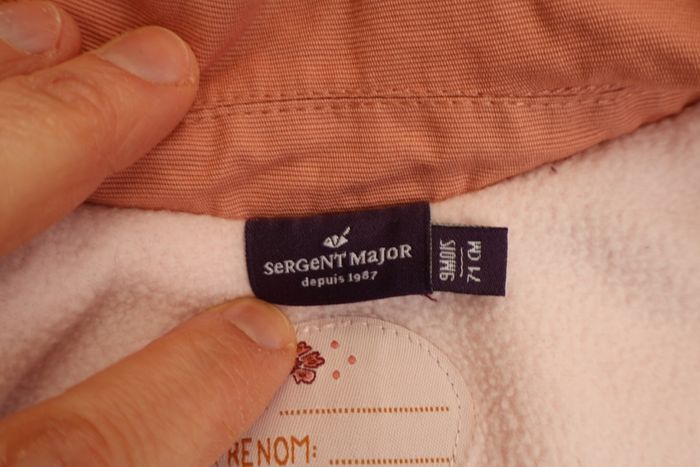 SeRGeNT MaJoR
depuis 1987
9MOIS
71 CM
RENOM: